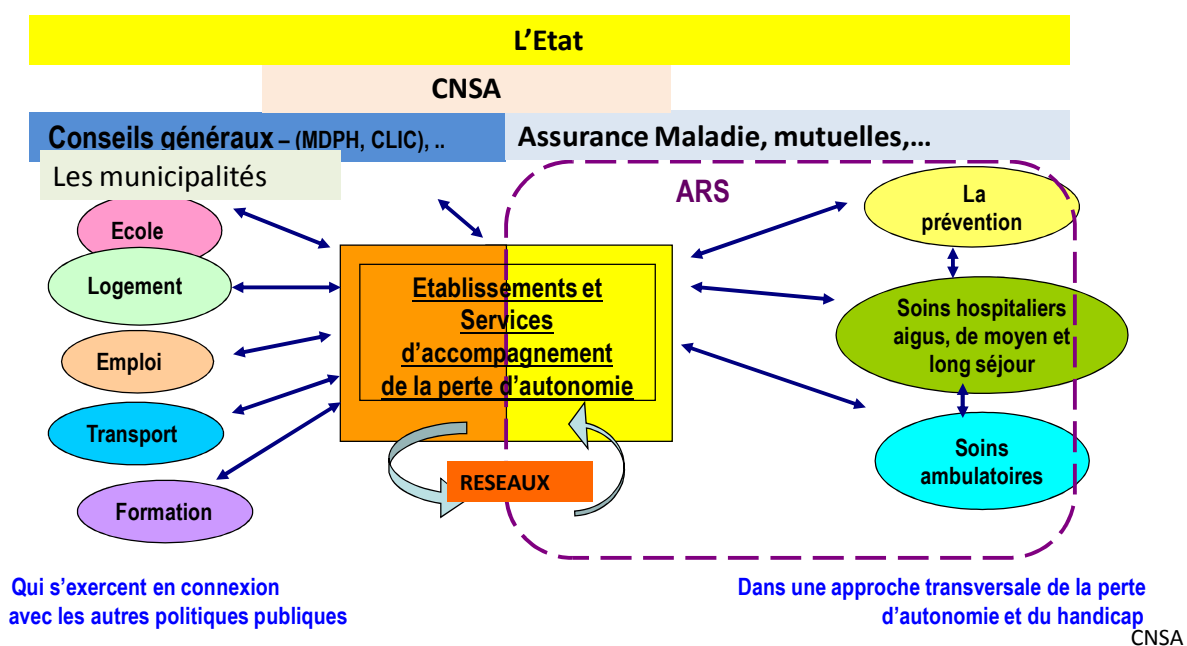 L'Etat
CNSA
Conseils généraux – (MDPH, CLIC), ..
Assurance Maladie, mutuelles,...
Les municipalités
ARS
Ecole
Logement
Emploi
Transport
Formation
Etablissements et
Services
d'accompagnement
de la perte d'autonomie
RESEAUX
La
prévention
Soins hospitaliers
aigus, de moyen et
long séjour
Soins
ambulatoires
Qui s'exercent en connexion
avec les autres politiques publiques
Dans une approche transversale de la perte
d'autonomie et du handicap
CNSA